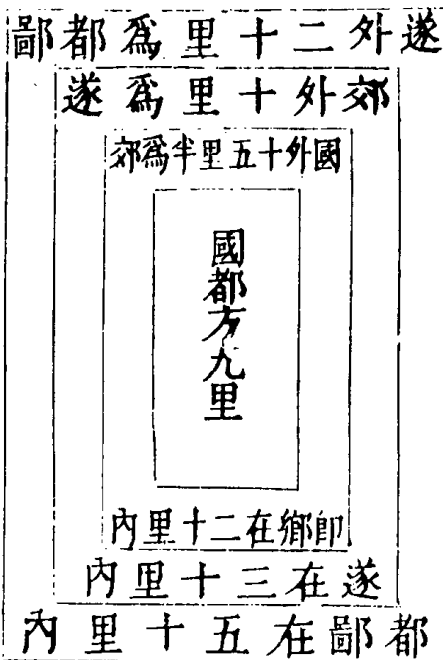 遂外二十里爲都鄙
郊外十里爲遂
國外十五里半爲郊
國都方九里
即鄉在二十里內
遂在三十里內
都鄙在五十里內